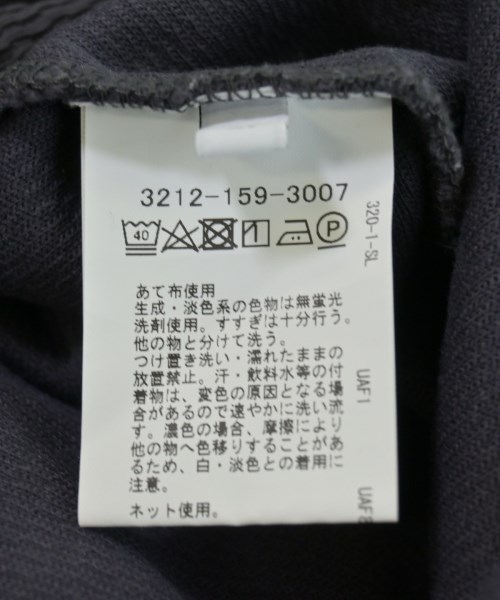 3212-159-3007
40 P
あて布使用
生成・淡色系の色物は無蛍光
洗剤使用。すすぎは十分行う。
他の物と分けて洗う。
つけ置き洗い・濡れたままの
放置禁止。汗・飲料水等の付
着物は、変色の原因となる場
合があるので速やかに洗い流
す。濃色の場合、摩擦により
他の物へ色移りすることがあ
るため、白・淡色との着用に
注意。
ネット使用。
320-1-SL
UAF1
UAF8